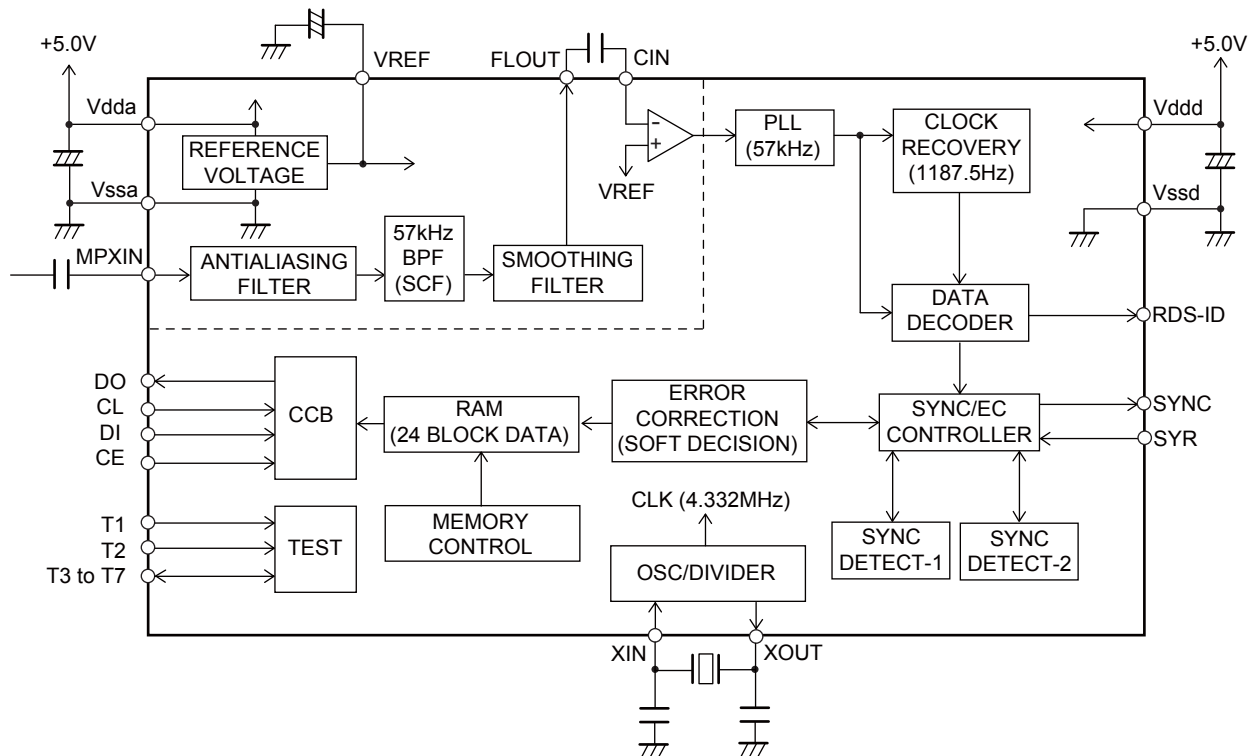 +5.0V
VREF
FLOUT
CIN
+5.0V
Vdda
REFERENCE
VOLTAGE
Vssa
-
+
VREF
PLL
(57kHz)
CLOCK
RECOVERY
(1187.5Hz)
Vddd
Vssd
MPXIN
ANTIALIASING
FILTER
57kHz
BPF
(SCF)
SMOOTHING
FILTER
DATA
DECODER
RDS-ID
DO
CL
DI
CE
CCB
RAM
(24 BLOCK DATA)
ERROR
CORRECTION
(SOFT DECISION)
SYNC/EC
CONTROLLER
SYNC
SYR
T1
T2
T3 to T7
TEST
MEMORY
CONTROL
CLK (4.332MHz)
OSC/DIVIDER
SYNC
DETECT-1
SYNC
DETECT-2
XIN
XOUT